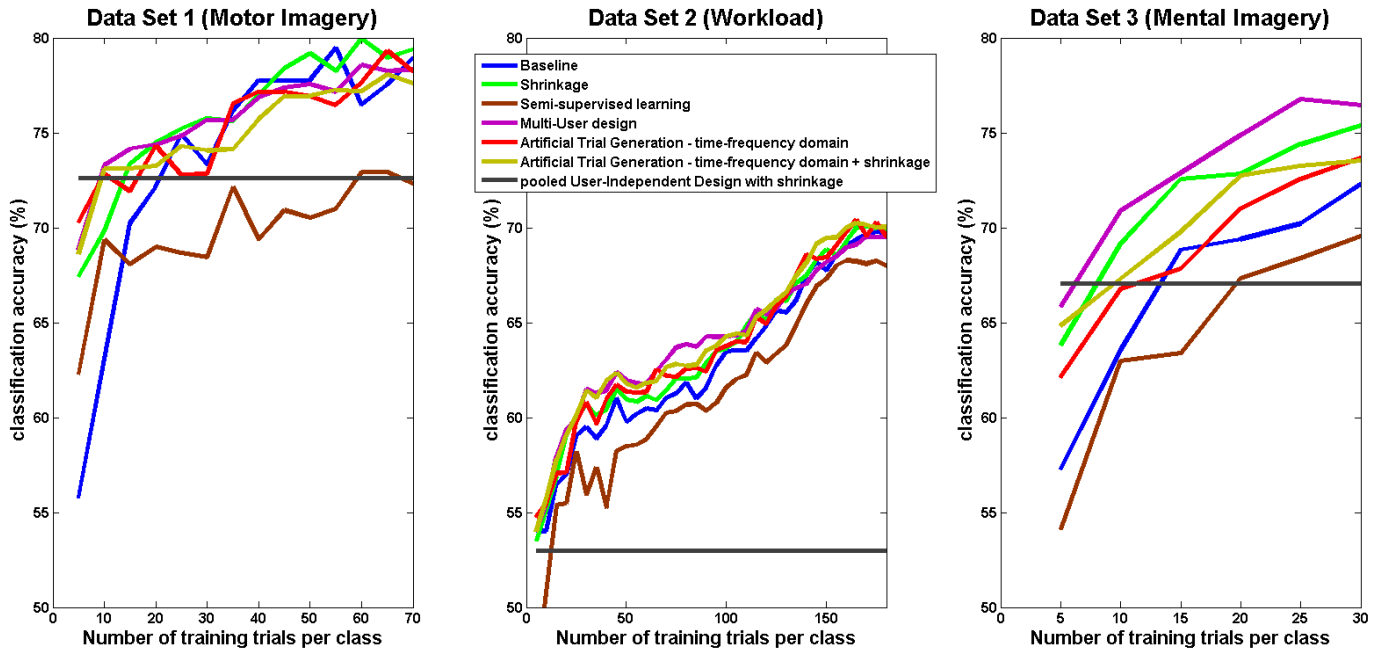 Data Set 1 (Motor Imagery)
classification accuracy (%)
80
75
70
65
60
55
50
0
10
20
30
40
50
60
70
Number of training trials per class
Data Set 2 (Workload)
Baseline
Shrinkage
Semi-supervised learning
Multi-User design
Artificial Trial Generation - time-frequency domain
Artificial Trial Generation - time-frequency domain + shrinkage
pooled User-Independent Design with shrinkage
classification accuracy (%)
80
75
70
65
60
55
50
0
50
100
150
Number of training trials per class
Data Set 3 (Mental Imagery)
classification accuracy (%)
80
75
70
65
60
55
50
0
5
10
15
20
25
30
Number of training trials per class